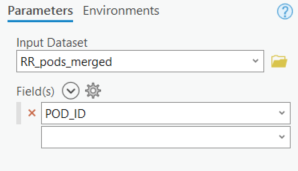 Parameters Environments
Input Dataset
RR_pods_merged
Field(s)
POD_ID